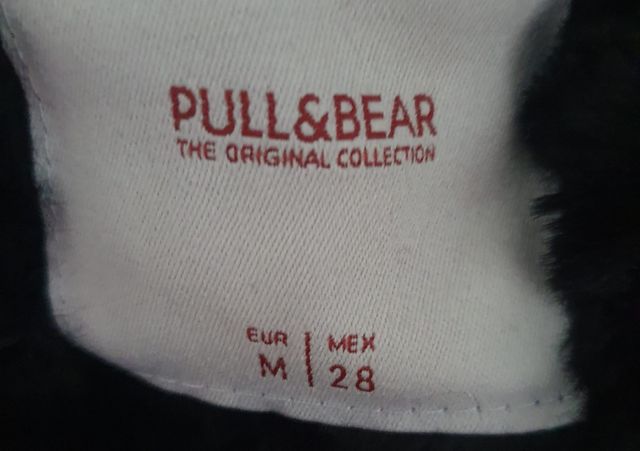 PULL&BEAR
THE ORIGINAL COLLECTION
EUR | MEX
M | 28